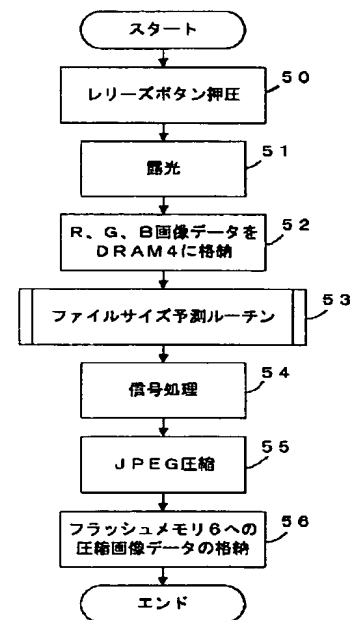 スタート
レリーズボタン押圧
50
露光
51
R、G、B画像データを
DRAM4に格納
52
ファイルサイズ予測ルーチン
53
信号処理
54
JPEG圧縮
55
フラッシュメモリ6への
圧縮画像データの格納
56
エンド